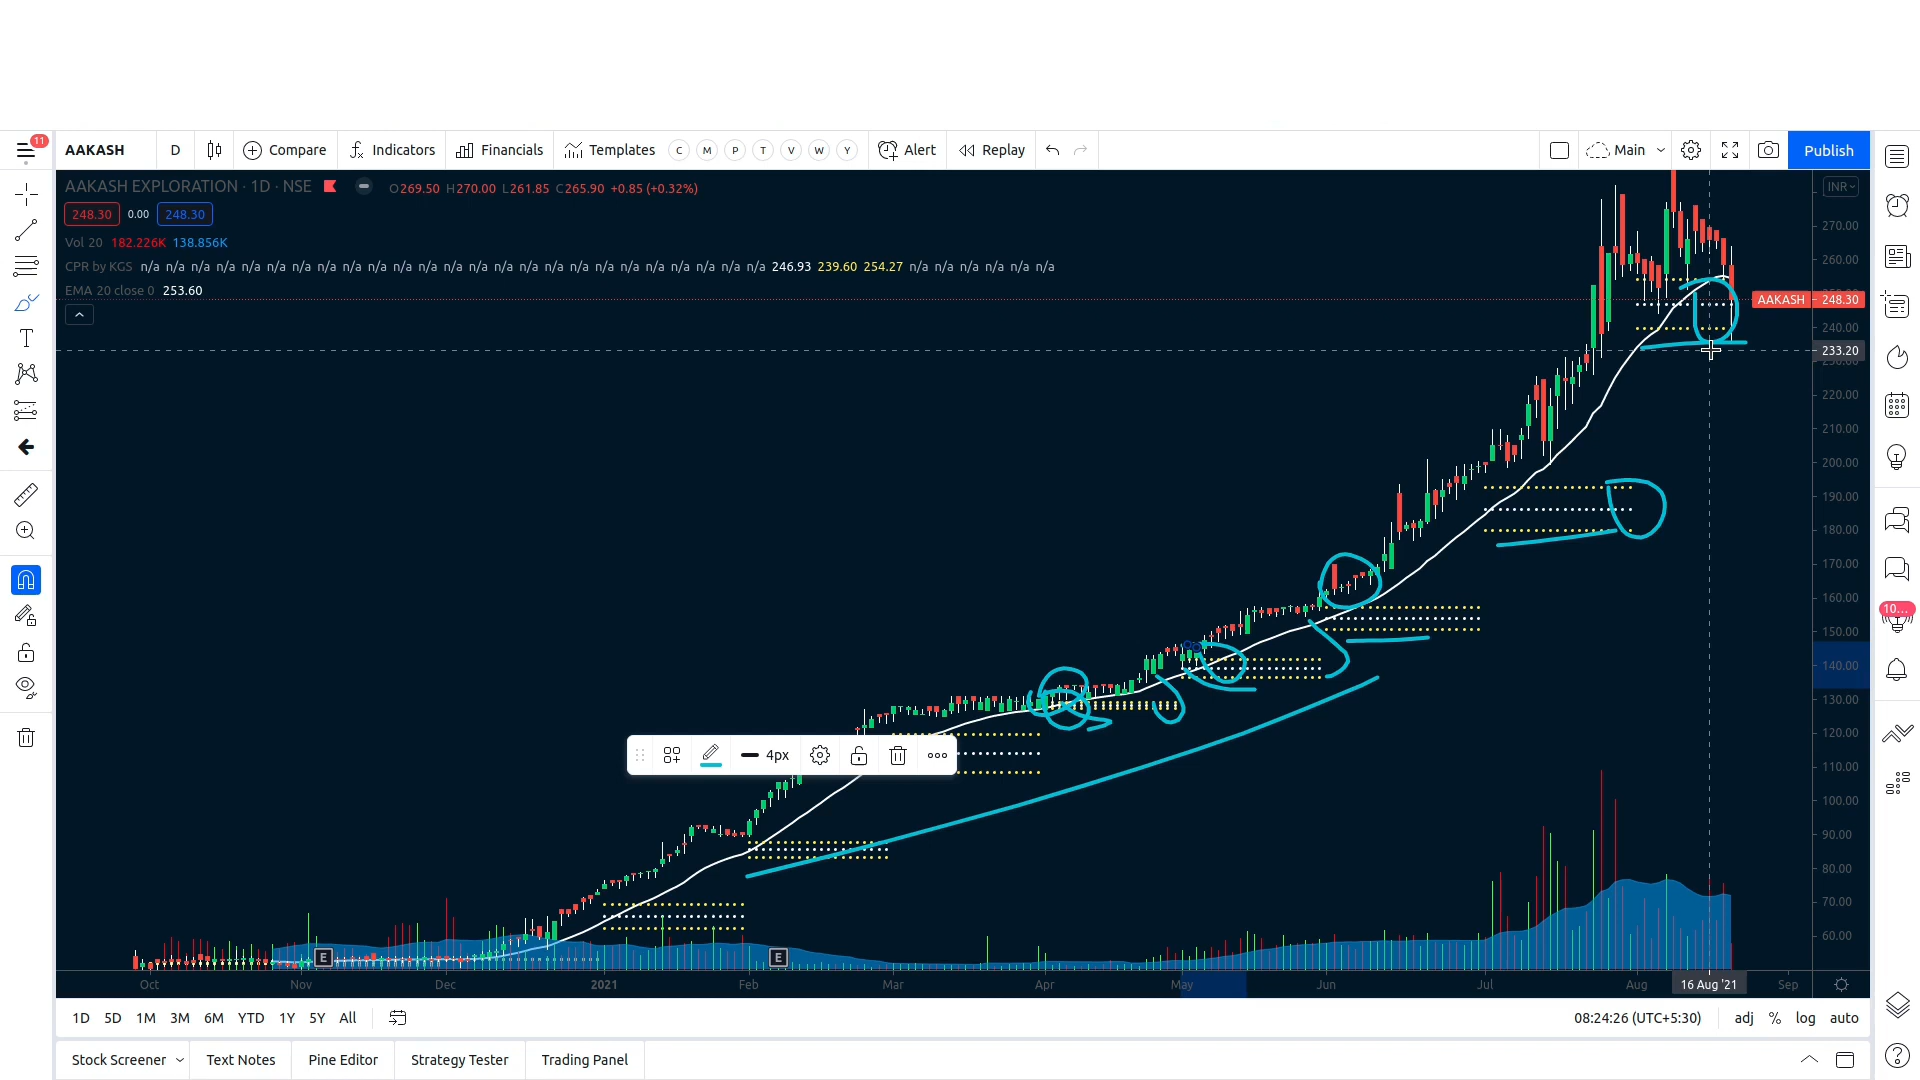 11
AAKASH D Compare Indicators Financials Templates C M P T V W Y Alert Replay Main Publish
AAKASH EXPLORATION · 1D · NSE O269.50 H270.00 L261.85 C265.90 +0.85 (+0.32%)
INR
248.30 0.00 248.30
Vol 20 182.226K 138.856K
CPR by KGS n/a n/a n/a n/a n/a n/a n/a n/a n/a n/a n/a n/a n/a n/a n/a n/a n/a n/a n/a n/a n/a n/a n/a n/a n/a 246.93 239.60 254.27 n/a n/a n/a n/a n/a n/a
EMA 20 close 0 253.60
270.00
260.00
AAKASH 248.30
240.00
233.20
220.00
210.00
200.00
190.00
180.00
170.00
160.00
150.00
140.00
130.00
120.00
110.00
100.00
90.00
80.00
70.00
60.00
10...
4px
E E
Oct Nov Dec 2021 Feb Mar Apr May Jun Jul Aug 16 Aug '21 Sep
1D 5D 1M 3M 6M YTD 1Y 5Y All 08:24:26 (UTC+5:30) adj % log auto
Stock Screener Text Notes Pine Editor Strategy Tester Trading Panel